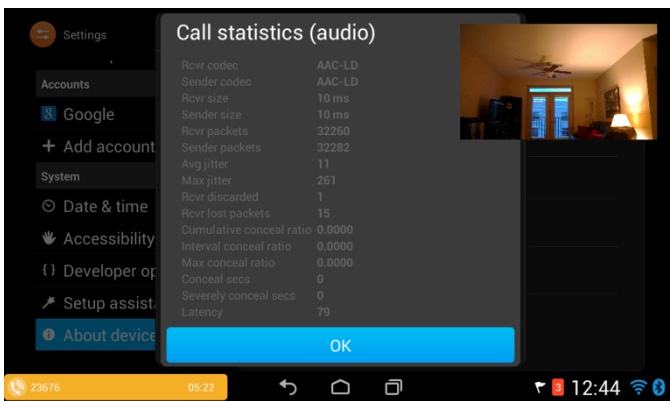 Settings
Accounts
8 Google
+ Add account
System
Date & time
Accessibility
{ } Developer op
Setup assist
About device
Call statistics (audio)
Rcvr codec AAC-LD
Sender codec AAC-LD
Rcvr size 10 ms
Sender size 10 ms
Rcvr packets 32260
Sender packets 32282
Avg jitter 11
Max jitter 261
Rcvr discarded 1
Rcvr lost packets 15
Cumulative conceal ratio 0.0000
Interval conceal ratio 0.0000
Max conceal ratio 0.0000
Conceal secs 0
Severely conceal secs 0
Latency 79
OK
23676 05:22
3 12:44